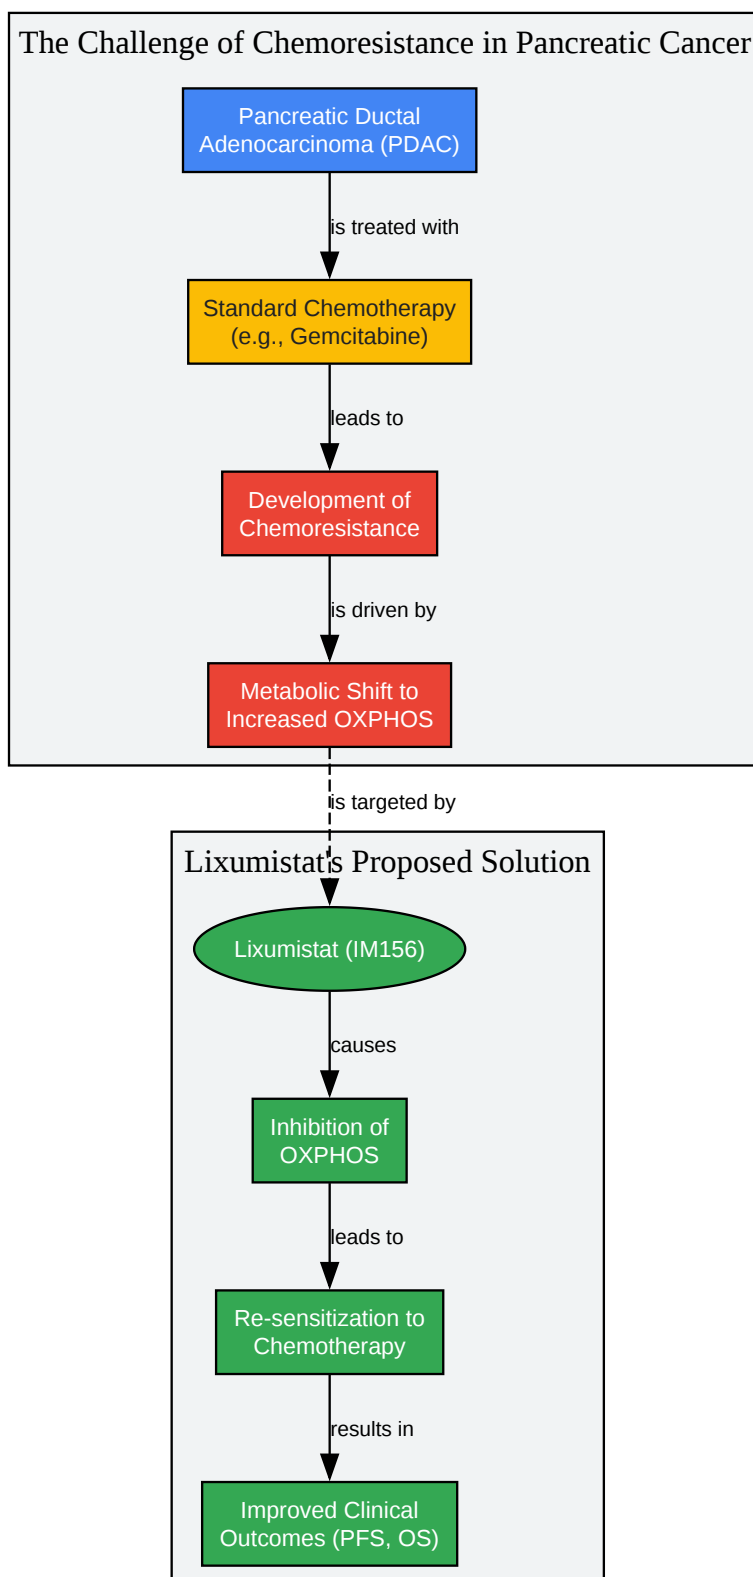 The Challenge of Chemoresistance in Pancreatic Cancer
Pancreatic Ductal
Adenocarcinoma (PDAC)
is treated with
Standard Chemotherapy
(e.g., Gemcitabine)
leads to
Development of
Chemoresistance
is driven by
Metabolic Shift to
Increased OXPHOS
is targeted by
Lixumistat's Proposed Solution
Lixumistat (IM156)
causes
Inhibition of
OXPHOS
leads to
Re-sensitization to
Chemotherapy
results in
Improved Clinical
Outcomes (PFS, OS)